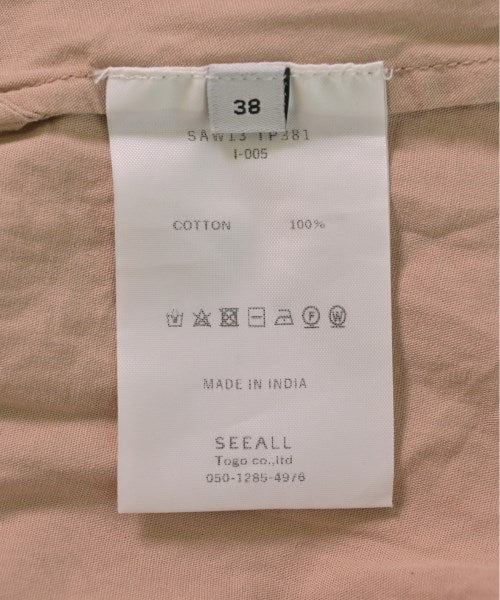 38
SAW13 TP381
I-005
COTTON 100%
F W
MADE IN INDIA
SEEALL
Togo co.,ltd
050-1285-4976